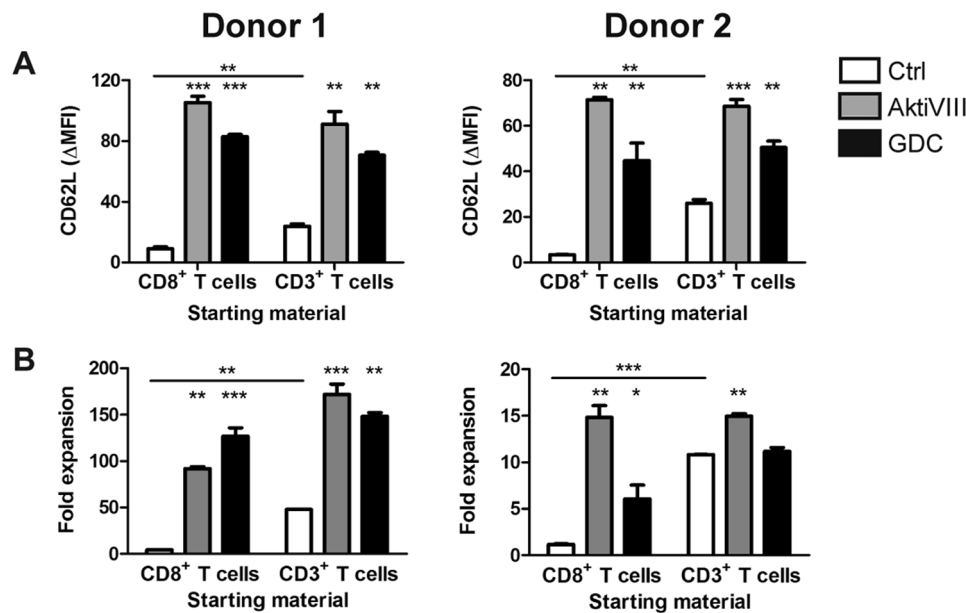 Donor 1
Donor 2
A
CD62L (ΔMFI)
120
80
40
0
**
*** *** ** **
CD8+ T cells CD3+ T cells
Starting material
CD62L (ΔMFI)
80
60
40
20
0
**
** ** *** **
CD8+ T cells CD3+ T cells
Starting material
Ctrl
AktiVIII
GDC
B
Fold expansion
200
150
100
50
0
**
** *** *** **
CD8+ T cells CD3+ T cells
Starting material
Fold expansion
20
15
10
5
0
***
** * **
CD8+ T cells CD3+ T cells
Starting material